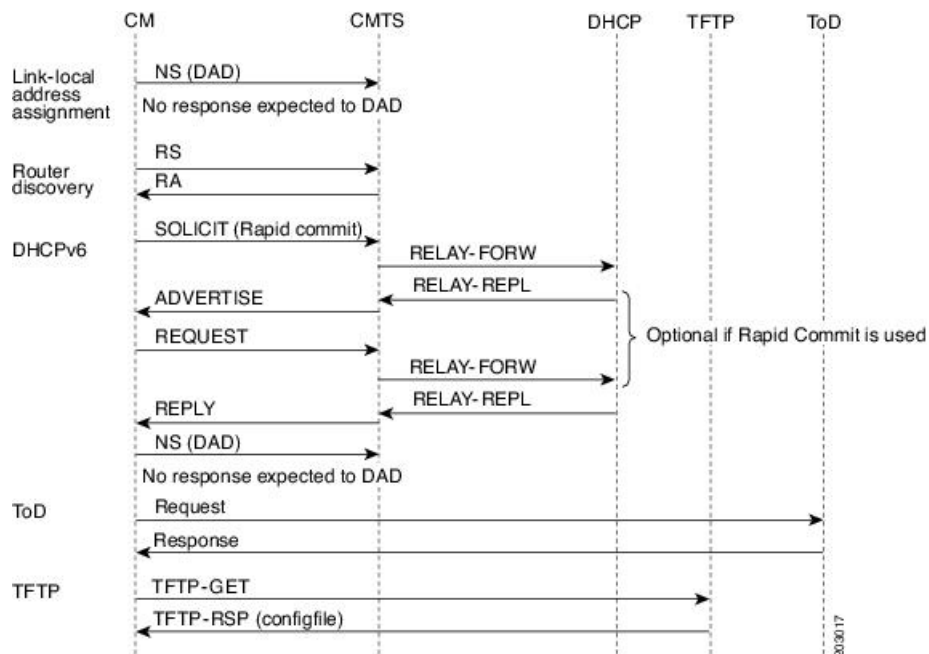 CM CMTS DHCP TFTP ToD
Link-local
address
assignment
NS (DAD)
No response expected to DAD
Router
discovery
RS
RA
DHCPv6
SOLICIT (Rapid commit)
RELAY-FORW
RELAY-REPL
ADVERTISE
REQUEST
Optional if Rapid Commit is used
RELAY-FORW
RELAY-REPL
REPLY
NS (DAD)
No response expected to DAD
ToD
Request
Response
TFTP
TFTP-GET
TFTP-RSP (configfile)
203017